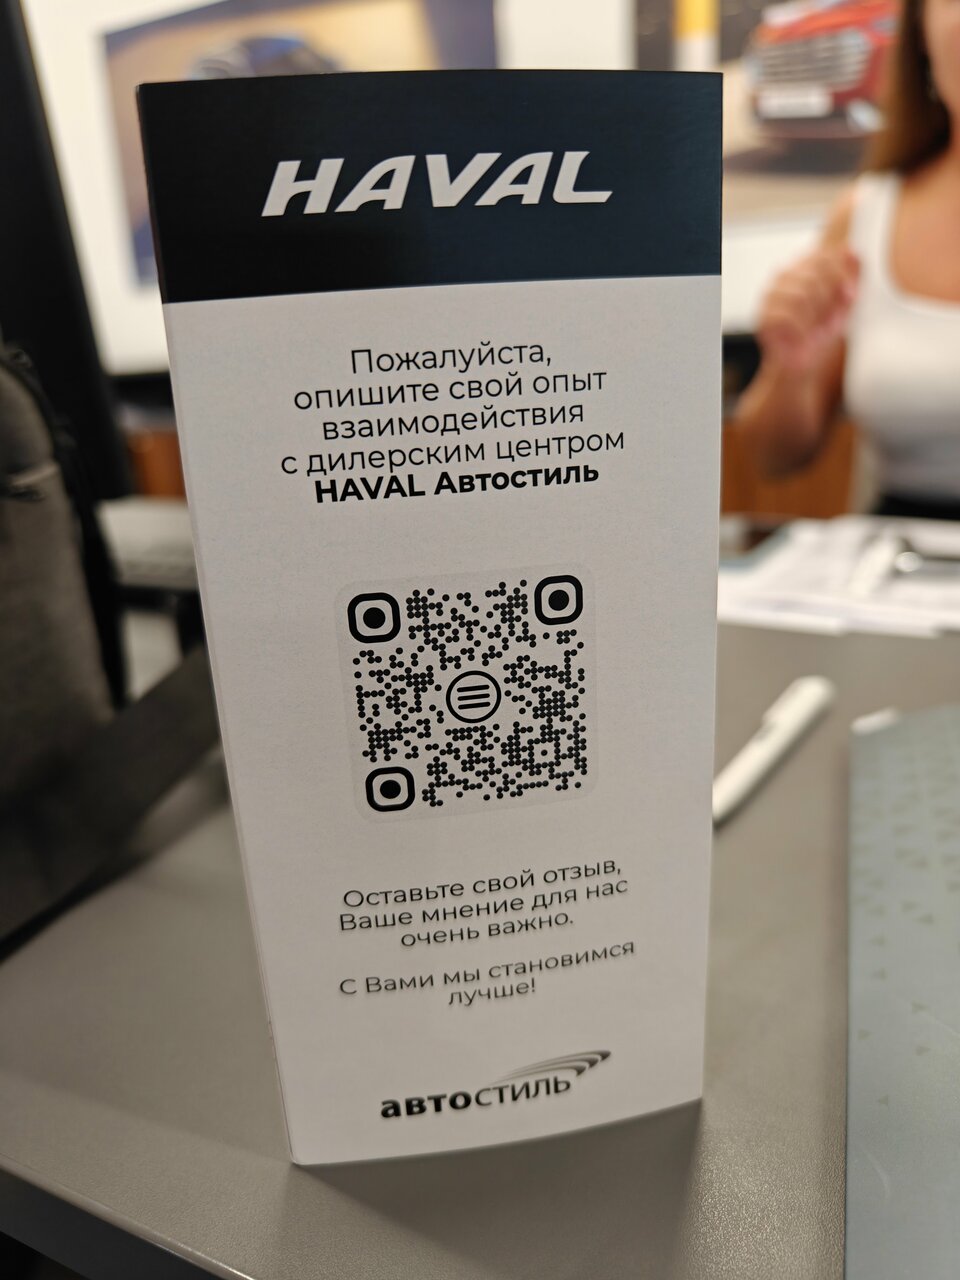 HAVAL
Пожалуйста,
опишите свой опыт
взаимодействия
с дилерским центром
HAVAL Автостиль
Оставьте свой отзыв,
Ваше мнение для нас
очень важно.
С Вами мы становимся
лучше!
автостиль